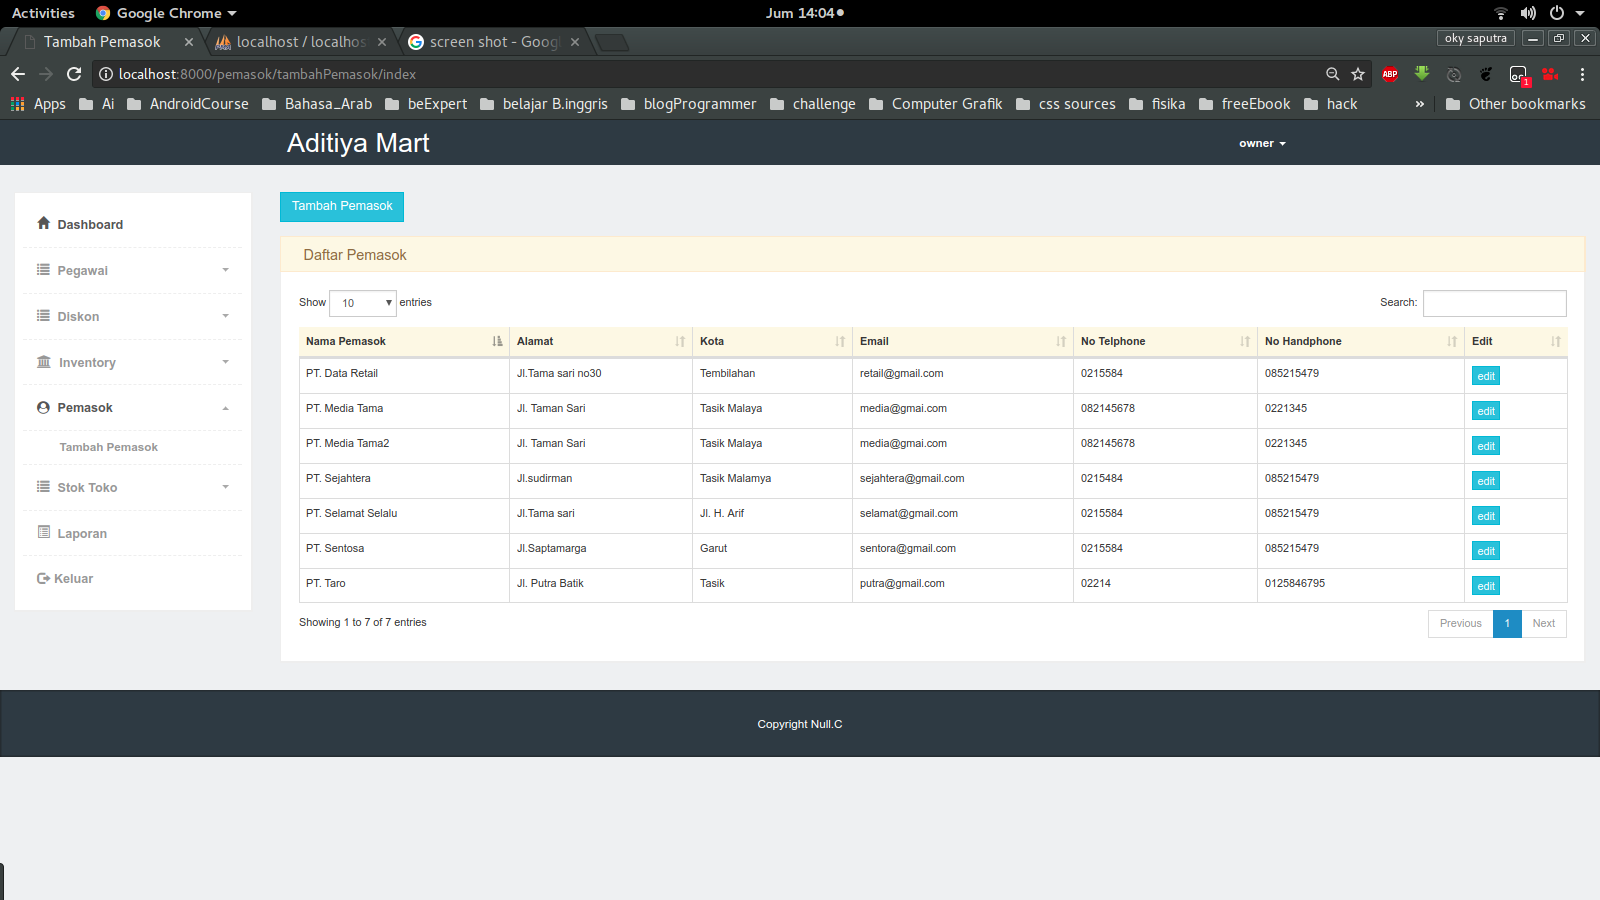 Activities Google Chrome Jum 14:04
Tambah Pemasok localhost / localhos screen shot - Goog oky saputra
localhost:8000/pemasok/tambahPemasok/index ABP 1
Apps Ai AndroidCourse Bahasa_Arab beExpert belajar B.inggris blogProgrammer challenge Computer Grafik css sources fisika freeEbook hack » Other bookmarks
Aditiya Mart owner
Dashboard
Pegawai
Diskon
Inventory
Pemasok
Tambah Pemasok
Stok Toko
Laporan
Keluar
Tambah Pemasok
Daftar Pemasok
Show 10 entries Search:
Nama Pemasok Alamat Kota Email No Telphone No Handphone Edit
PT. Data Retail Jl.Tama sari no30 Tembilahan retail@gmail.com 0215584 085215479 edit
PT. Media Tama Jl. Taman Sari Tasik Malaya media@gmai.com 082145678 0221345 edit
PT. Media Tama2 Jl. Taman Sari Tasik Malaya media@gmai.com 082145678 0221345 edit
PT. Sejahtera Jl.sudirman Tasik Malamya sejahtera@gmail.com 0215484 085215479 edit
PT. Selamat Selalu Jl.Tama sari Jl. H. Arif selamat@gmail.com 0215584 085215479 edit
PT. Sentosa Jl.Saptamarga Garut sentora@gmail.com 0215584 085215479 edit
PT. Taro Jl. Putra Batik Tasik putra@gmail.com 02214 0125846795 edit
Showing 1 to 7 of 7 entries Previous 1 Next
Copyright Null.C